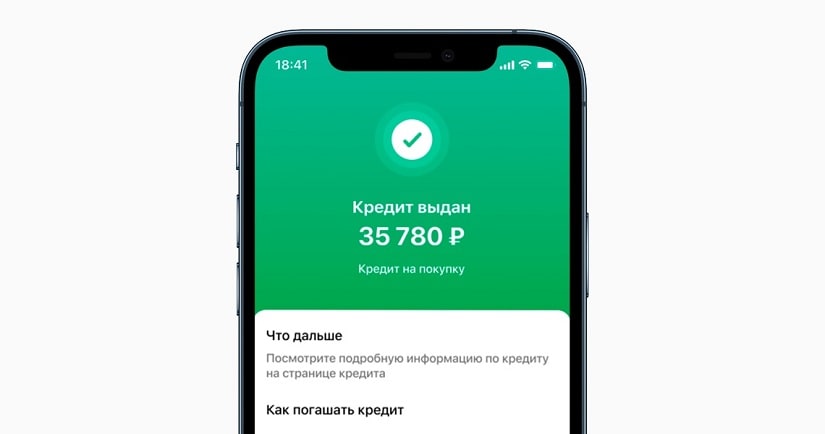 18:41
Кредит выдан
35 780 ₽
Кредит на покупку
Что дальше
Посмотрите подробную информацию по кредиту
на странице кредита
Как погашать кредит